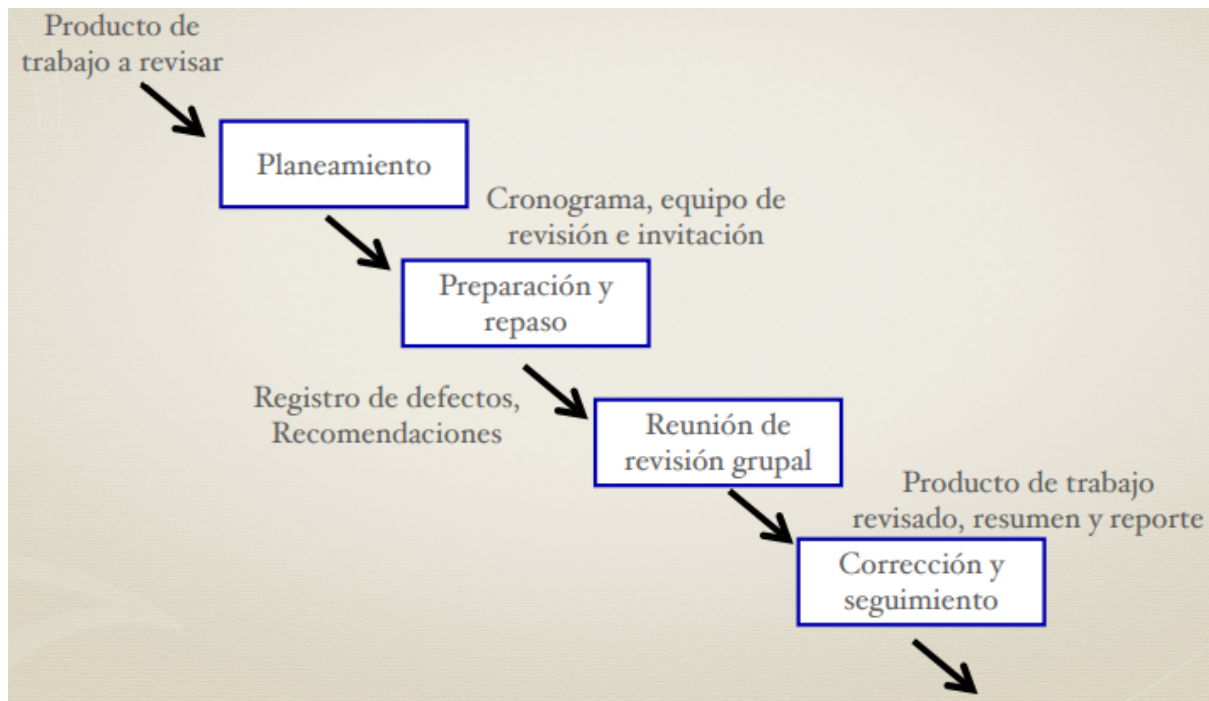 Producto de
trabajo a revisar
Planeamiento
Cronograma, equipo de
revisión e invitación
Preparación y
repaso
Registro de defectos,
Recomendaciones
Reunión de
revisión grupal
Producto de trabajo
revisado, resumen y reporte
Corrección y
seguimiento